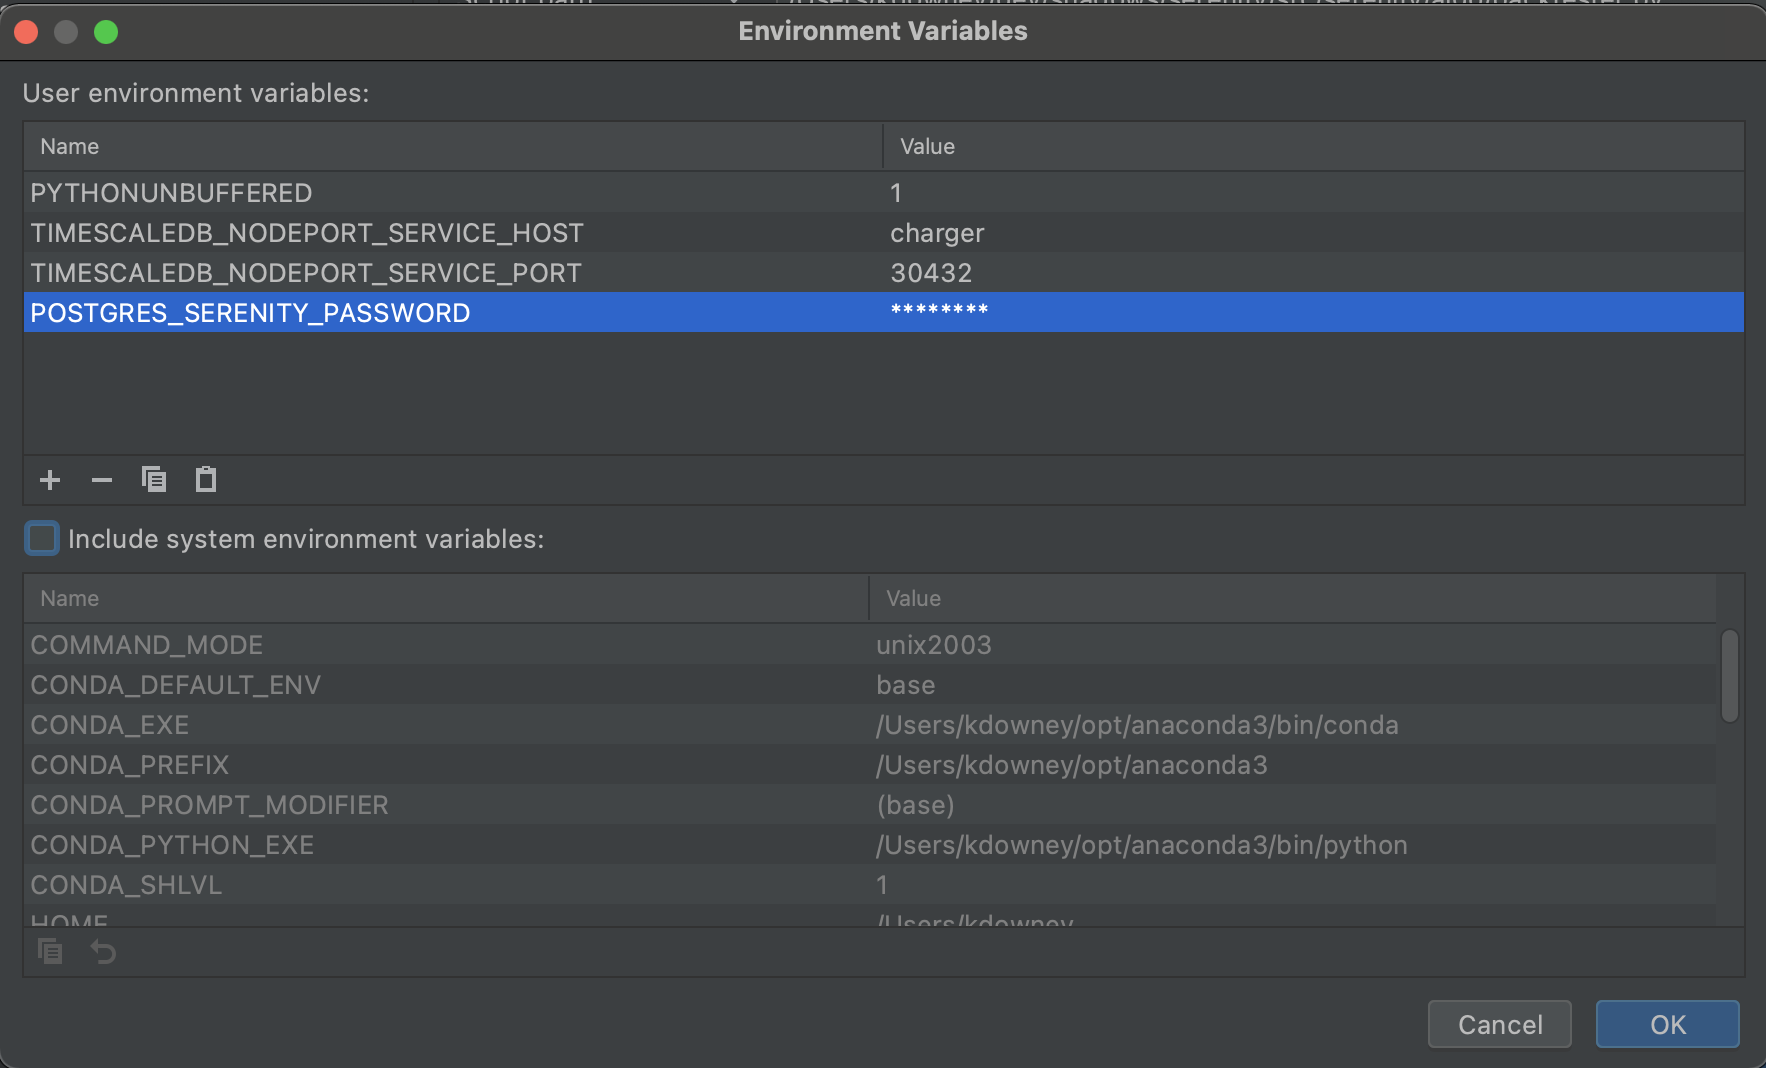 Environment Variables
User environment variables:
Name Value
PYTHONUNBUFFERED 1
TIMESCALEDB_NODEPORT_SERVICE_HOST charger
TIMESCALEDB_NODEPORT_SERVICE_PORT 30432
POSTGRES_SERENITY_PASSWORD ********
Include system environment variables:
Name Value
COMMAND_MODE unix2003
CONDA_DEFAULT_ENV base
CONDA_EXE /Users/kdowney/opt/anaconda3/bin/conda
CONDA_PREFIX /Users/kdowney/opt/anaconda3
CONDA_PROMPT_MODIFIER (base)
CONDA_PYTHON_EXE /Users/kdowney/opt/anaconda3/bin/python
CONDA_SHLVL 1
HOME /Users/kdowney
Cancel OK